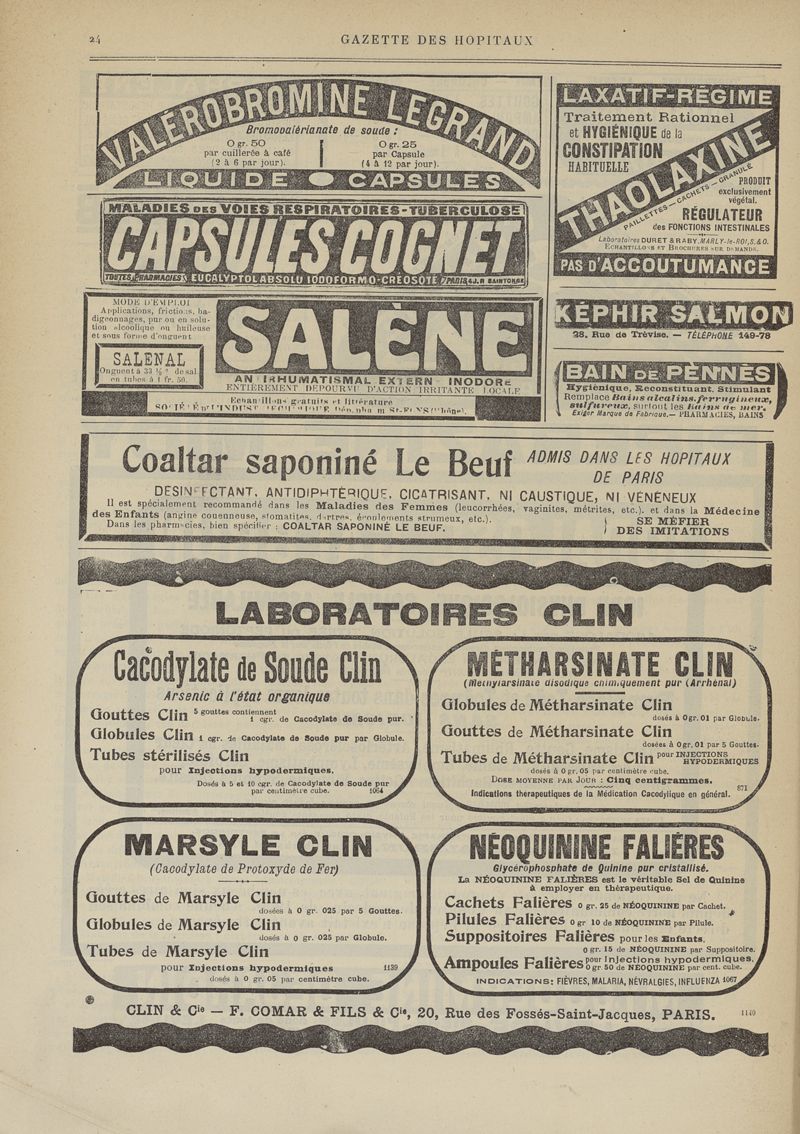 24
GAZETTE DES HOPITAUX
VALÉROBROMINE LEGRAND
Bromovalérianate de soude :
0 gr. 50
par cuillerée à café
(2 à 6 par jour).
0 gr. 25
par Capsule
(4 à 12 par jour).
LIQUIDE CAPSULES
MALADIES DES VOIES RESPIRATOIRES-TUBERCULOSE
CAPSULES COGNET
TOUTES PHARMACIES EUCALYPTOL ABSOLU IODOFORMO-CRÉOSOTÉ PARIS, 43, R. SAINTONGE
MODE D'EMPLOI
Applications, frictions, ba-
digeonnages, pur ou en solu-
tion alcoolique ou huileuse
et sous forme d'onguent
SALÉNAL
Onguent à 33 ⅓ % de sal.
en tubes à 1 fr. 50.
SALÈNE
ANTIRHUMATISMAL EXTERNE INODORE
ENTIÈREMENT DÉPOURVU D'ACTION IRRITANTE LOCALE
Echantillons gratuits et littérature
LAXATIF-RÉGIME
Traitement Rationnel
et HYGIÉNIQUE de la
CONSTIPATION
HABITUELLE
THAOLAXINE
PAILLETTES — CACHETS — GRANULÉ
PRODUIT
exclusivement
végétal.
RÉGULATEUR
des FONCTIONS INTESTINALES
Laboratoires DURET & RABY, MARLY-le-ROI, S.&O.
ECHANTILLONS ET BROCHURES SUR DEMANDE.
PAS D'ACCOUTUMANCE
KÉPHIR SALMON
28, Rue de Trévise. — TÉLÉPHONE 149-78
BAIN DE PENNÈS
Hygiénique, Reconstituant, Stimulant
Remplace Bains alcalins, ferrugineux,
sulfureux, surtout les Bains de mer.
Exiger Marque de Fabrique. — PHARMACIES, BAINS
Coaltar saponiné Le Beuf ADMIS DANS LES HOPITAUX
DE PARIS
DÉSINFECTANT, ANTIDIPHTÉRIQUE, CICATRISANT, NI CAUSTIQUE, NI VÉNÉNEUX
Il est spécialement recommandé dans les Maladies des Femmes (leucorrhées, vaginites, métrites, etc.). et dans la Médecine
des Enfants (angine couenneuse, stomatites, dartres, écoulements strumeux, etc.).
Dans les pharmacies, bien spécifier : COALTAR SAPONINÉ LE BEUF.
SE MÉFIER
DES IMITATIONS
LABORATOIRES CLIN
Cacodylate de Soude Clin
Arsenic à l'état organique
Gouttes Clin 5 gouttes contiennent
1 cgr. de Cacodylate de Soude pur.
Globules Clin 1 cgr. de Cacodylate de Soude pur par Globule.
Tubes stérilisés Clin
pour Injections hypodermiques.
Dosés à 5 et 10 cgr. de Cacodylate de Soude pur
par centimètre cube. 1064
MÉTHARSINATE CLIN
(Méthylarsinate disodique chimiquement pur (Arrhénal)
Globules de Métharsinate Clin
dosés à 0 gr. 01 par Globule.
Gouttes de Métharsinate Clin
dosées à 0 gr. 01 par 5 Gouttes.
Tubes de Métharsinate Clin pour INJECTIONS
HYPODERMIQUES
dosés à 0 gr. 05 par centimètre cube.
DOSE MOYENNE PAR JOUR : Cinq centigrammes.
Indications thérapeutiques de la Médication Cacodylique en général. 871
MARSYLE CLIN
(Cacodylate de Protoxyde de Fer)
Gouttes de Marsyle Clin
dosées à 0 gr. 025 par 5 Gouttes.
Globules de Marsyle Clin
dosés à 0 gr. 025 par Globule.
Tubes de Marsyle Clin
pour Injections hypodermiques 1139
dosés à 0 gr. 05 par centimètre cube.
NÉOQUININE FALIÈRES
Glycérophosphate de Quinine pur cristallisé.
La NÉOQUININE FALIÈRES est le véritable Sel de Quinine
à employer en thérapeutique.
Cachets Falières 0 gr. 25 de NÉOQUININE par Cachet.
Pilules Falières 0 gr 10 de NÉOQUININE par Pilule.
Suppositoires Falières pour les Enfants.
0 gr. 15 de NÉOQUININE par Suppositoire.
Ampoules Falières pour Injections hypodermiques.
0 gr. 50 de NÉOQUININE par cent. cube.
INDICATIONS: FIÈVRES, MALARIA, NÉVRALGIES, INFLUENZA 1067
CLIN & Cie — F. COMAR & FILS & Cie, 20, Rue des Fossés-Saint-Jacques, PARIS. 1140